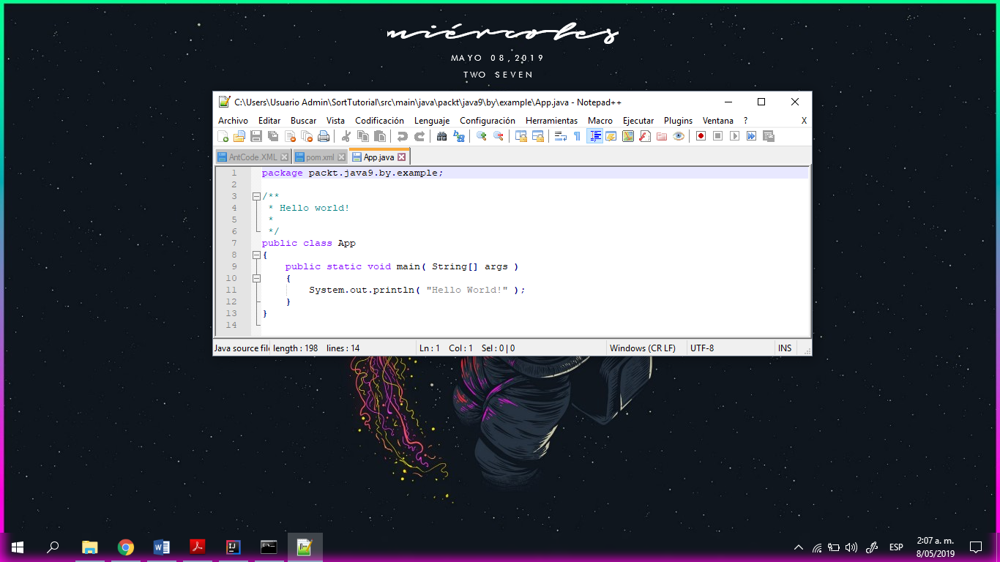 miércoles
MAYO 08,2019
TWO SEVEN
C:\Users\Usuario Admin\SortTutorial\src\main\java\packt\java9\by\example\App.java - Notepad++
Archivo Editar Buscar Vista Codificación Lenguaje Configuración Herramientas Macro Ejecutar Plugins Ventana ? X
AntCode.XML pom.xml App.java
1 package packt.java9.by.example;
2
3 /**
4 * Hello world!
5 *
6 */
7 public class App
8 {
9 public static void main( String[] args )
10 {
11 System.out.println( "Hello World!" );
12 }
13 }
14
Java source fil length : 198 lines : 14 Ln : 1 Col : 1 Sel : 0 | 0 Windows (CR LF) UTF-8 INS
ESP 2:07 a. m.
8/05/2019